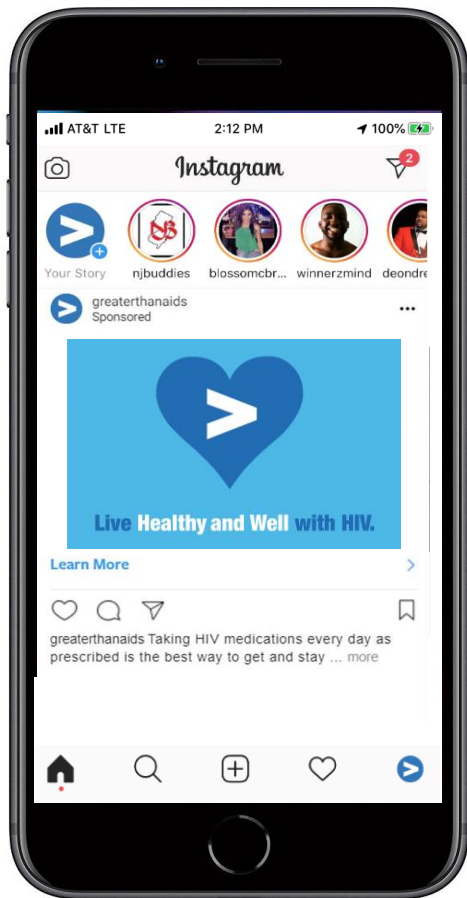 AT&T LTE 2:12 PM 100%
Instagram 2
Your Story njbuddies blossomcbr... winnerzmind deondre
greaterthanaids
Sponsored
>
Live Healthy and Well with HIV.
Learn More
greaterthanaids Taking HIV medications every day as
prescribed is the best way to get and stay ... more